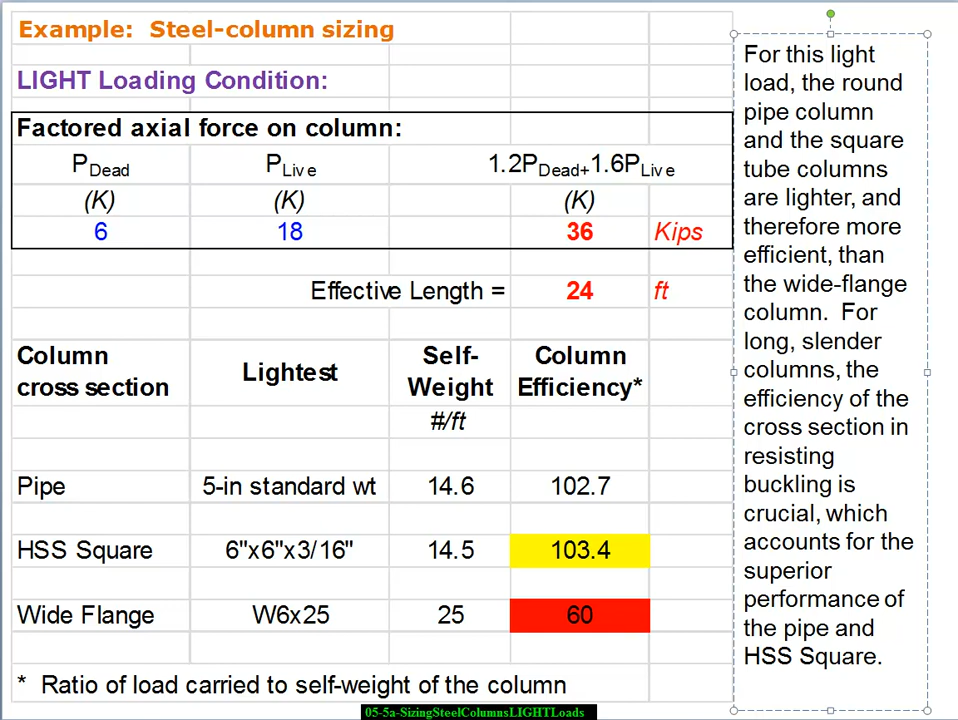 Example: Steel-column sizing
LIGHT Loading Condition:
Factored axial force on column:
PDead PLive 1.2PDead+1.6PLive
(K) (K) (K)
6 18 36 Kips
Effective Length = 24 ft
Column cross section Lightest Self-Weight Column Efficiency*
#/ft
Pipe 5-in standard wt 14.6 102.7
HSS Square 6"x6"x3/16" 14.5 103.4
Wide Flange W6x25 25 60
* Ratio of load carried to self-weight of the column
05-5a-SizingSteelColumnsLIGHTLoads
For this light
load, the round
pipe column
and the square
tube columns
are lighter, and
therefore more
efficient, than
the wide-flange
column. For
long, slender
columns, the
efficiency of the
cross section in
resisting
buckling is
crucial, which
accounts for the
superior
performance of
the pipe and
HSS Square.